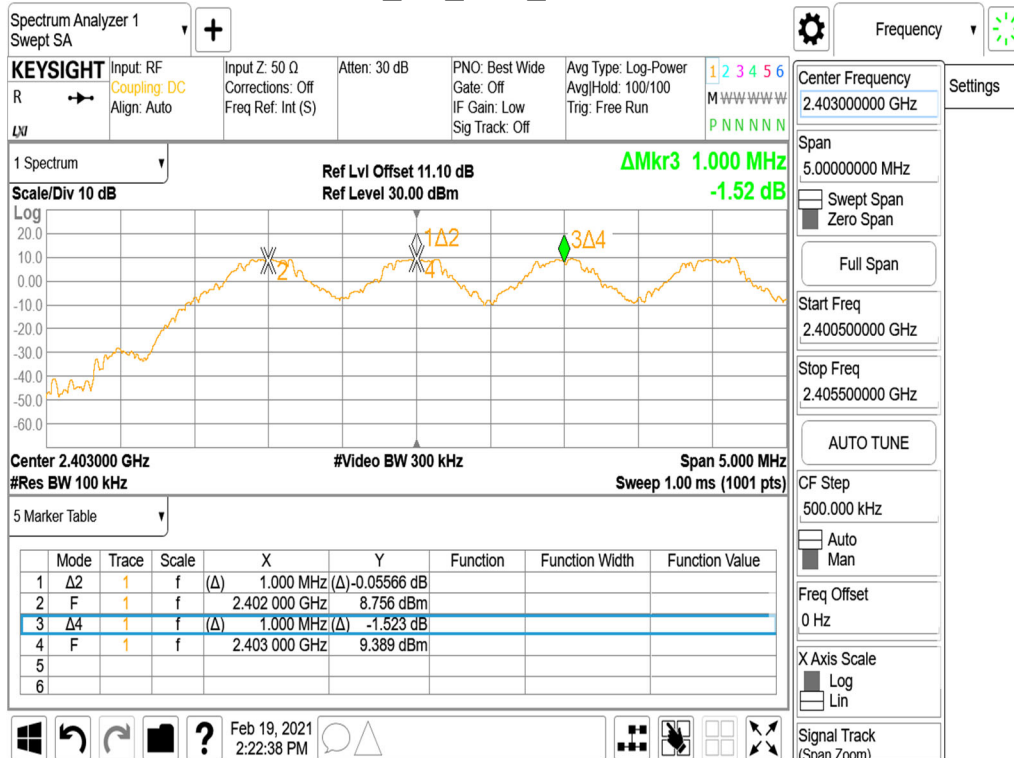 Spectrum Analyzer 1
Swept SA
Frequency
KEYSIGHT
R
LXI
Input: RF
Coupling: DC
Align: Auto
Input Z: 50 Ω
Corrections: Off
Freq Ref: Int (S)
Atten: 30 dB
PNO: Best Wide
Gate: Off
IF Gain: Low
Sig Track: Off
Avg Type: Log-Power
Avg|Hold: 100/100
Trig: Free Run
1 2 3 4 5 6
M W W W W W
P N N N N N
Center Frequency
2.403000000 GHz
Settings
Span
5.00000000 MHz
Swept Span
Zero Span
Full Span
Start Freq
2.400500000 GHz
Stop Freq
2.405500000 GHz
AUTO TUNE
CF Step
500.000 kHz
Auto
Man
Freq Offset
0 Hz
X Axis Scale
Log
Lin
Signal Track
(Span Zoom)
1 Spectrum
Scale/Div 10 dB
Ref Lvl Offset 11.10 dB
Ref Level 30.00 dBm
ΔMkr3 1.000 MHz
-1.52 dB
Log
20.0
10.0
0.00
-10.0
-20.0
-30.0
-40.0
-50.0
-60.0
2
1Δ2
4
3Δ4
Center 2.403000 GHz
#Video BW 300 kHz
Span 5.000 MHz
#Res BW 100 kHz
Sweep 1.00 ms (1001 pts)
5 Marker Table
Mode Trace Scale X Y Function Function Width Function Value
1 Δ2 1 f (Δ) 1.000 MHz (Δ) -0.05566 dB
2 F 1 f 2.402 000 GHz 8.756 dBm
3 Δ4 1 f (Δ) 1.000 MHz (Δ) -1.523 dB
4 F 1 f 2.403 000 GHz 9.389 dBm
5
6
?
Feb 19, 2021
2:22:38 PM